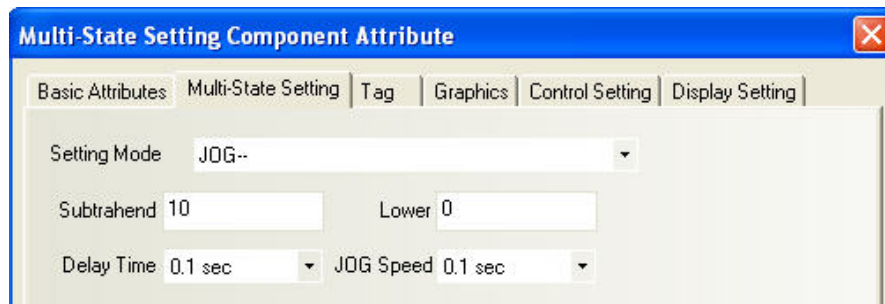 Multi-State Setting Component Attribute
Basic Attributes Multi-State Setting Tag Graphics Control Setting Display Setting
Setting Mode JOG--
Subtrahend 10 Lower 0
Delay Time 0.1 sec JOG Speed 0.1 sec